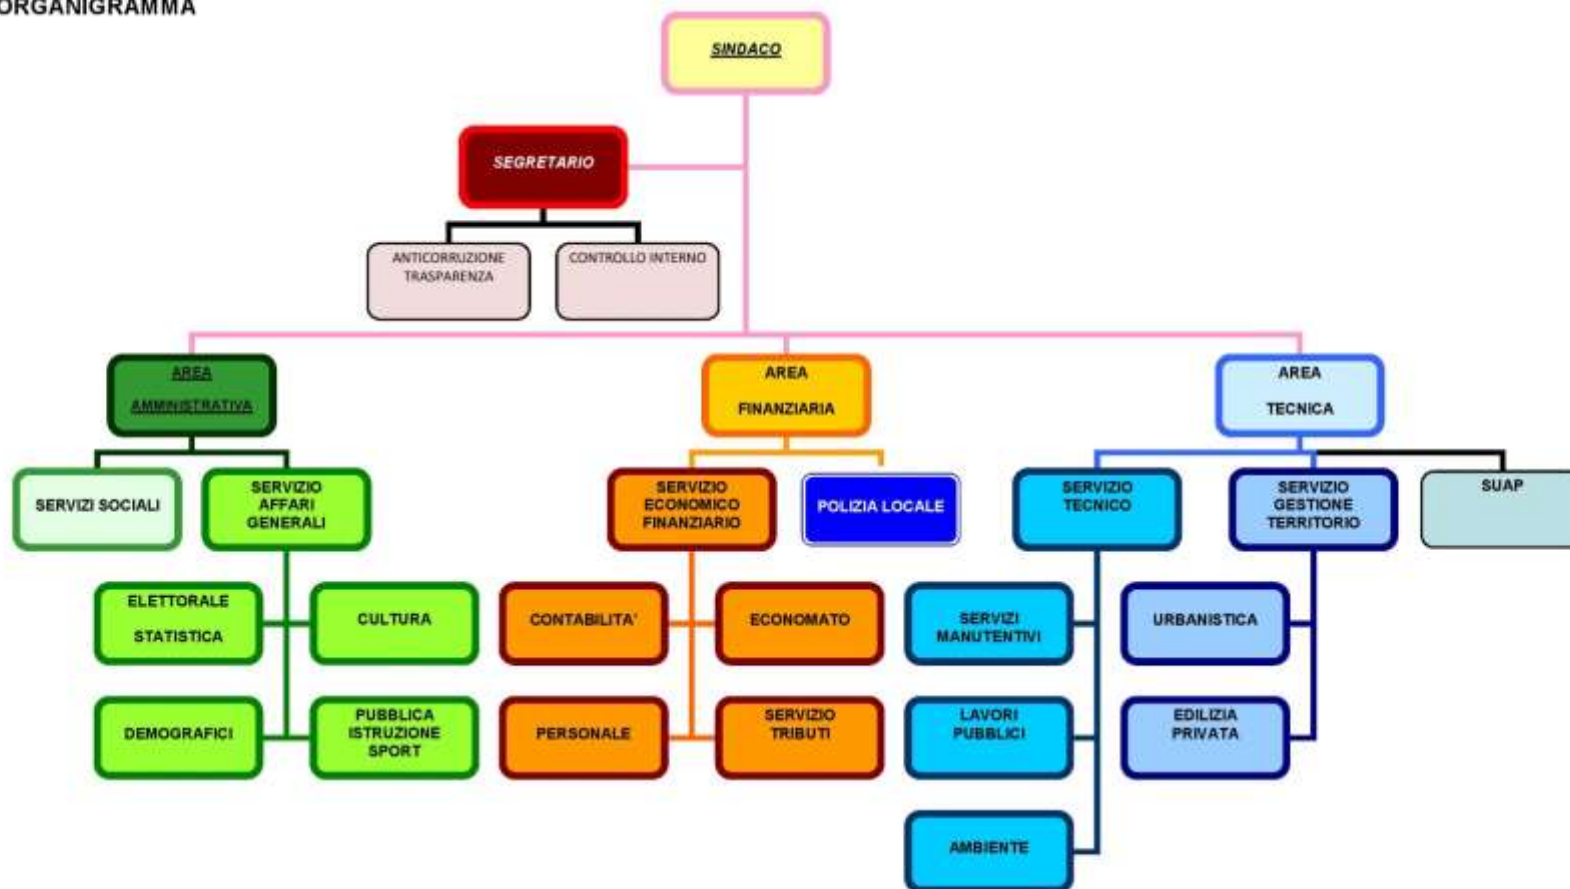 ORGANIGRAMMA
SINDACO
SEGRETARIO
ANTICORRUZIONE
TRASPARENZA
CONTROLLO INTERNO
AREA
AMMINISTRATIVA
AREA
FINANZIARIA
AREA
TECNICA
SERVIZI SOCIALI
SERVIZIO
AFFARI
GENERALI
SERVIZIO
ECONOMICO
FINANZIARIO
POLIZIA LOCALE
SERVIZIO
TECNICO
SERVIZIO
GESTIONE
TERRITORIO
SUAP
ELETTORALE
STATISTICA
CULTURA
CONTABILITA'
ECONOMATO
SERVIZI
MANUTENTIVI
URBANISTICA
DEMOGRAFICI
PUBBLICA
ISTRUZIONE
SPORT
PERSONALE
SERVIZIO
TRIBUTI
LAVORI
PUBBLICI
EDILIZIA
PRIVATA
AMBIENTE